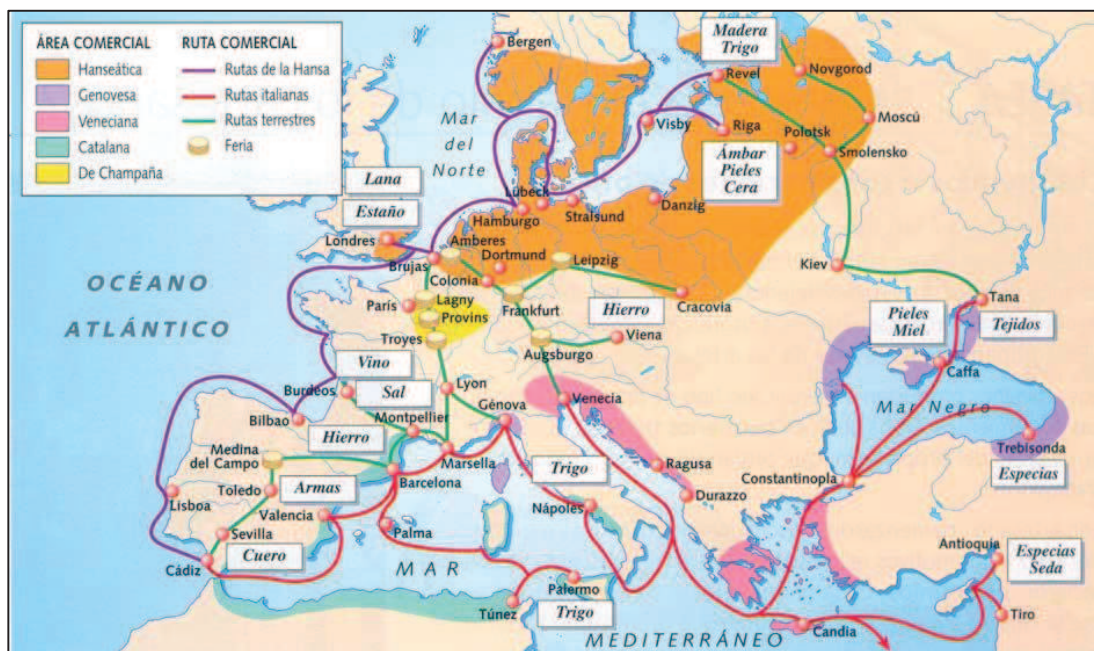 ÁREA COMERCIAL
Hanseática
Genovesa
Veneciana
Catalana
De Champaña
RUTA COMERCIAL
Rutas de la Hansa
Rutas italianas
Rutas terrestres
Feria
Bergen
Madera
Trigo
Revel
Novgorod
Mar
del
Norte
Visby
Riga
Moscú
Polotsk
Smolensko
Ámbar
Pieles
Cera
Lana
Estaño
Lübeck
Stralsund
Danzig
Hamburgo
Londres
Amberes
Brujas
Dortmund
Colonia
Leipzig
Kiev
OCÉANO
ATLÁNTICO
París
Lagny
Provins
Frankfurt
Cracovia
Hierro
Viena
Tana
Pieles
Miel
Tejidos
Troyes
Augsburgo
Vino
Sal
Burdeos
Lyon
Caffa
Bilbao
Montpellier
Génova
Venecia
Mar Negro
Hierro
Medina
del Campo
Marsella
Trebisonda
Especias
Toledo
Armas
Barcelona
Trigo
Ragusa
Constantinopla
Lisboa
Valencia
Nápoles
Durazzo
Sevilla
Cuero
Palma
Antioquía
Especias
Seda
Cádiz
MAR
Palermo
Trigo
Túnez
MEDITERRÁNEO
Candia
Tiro